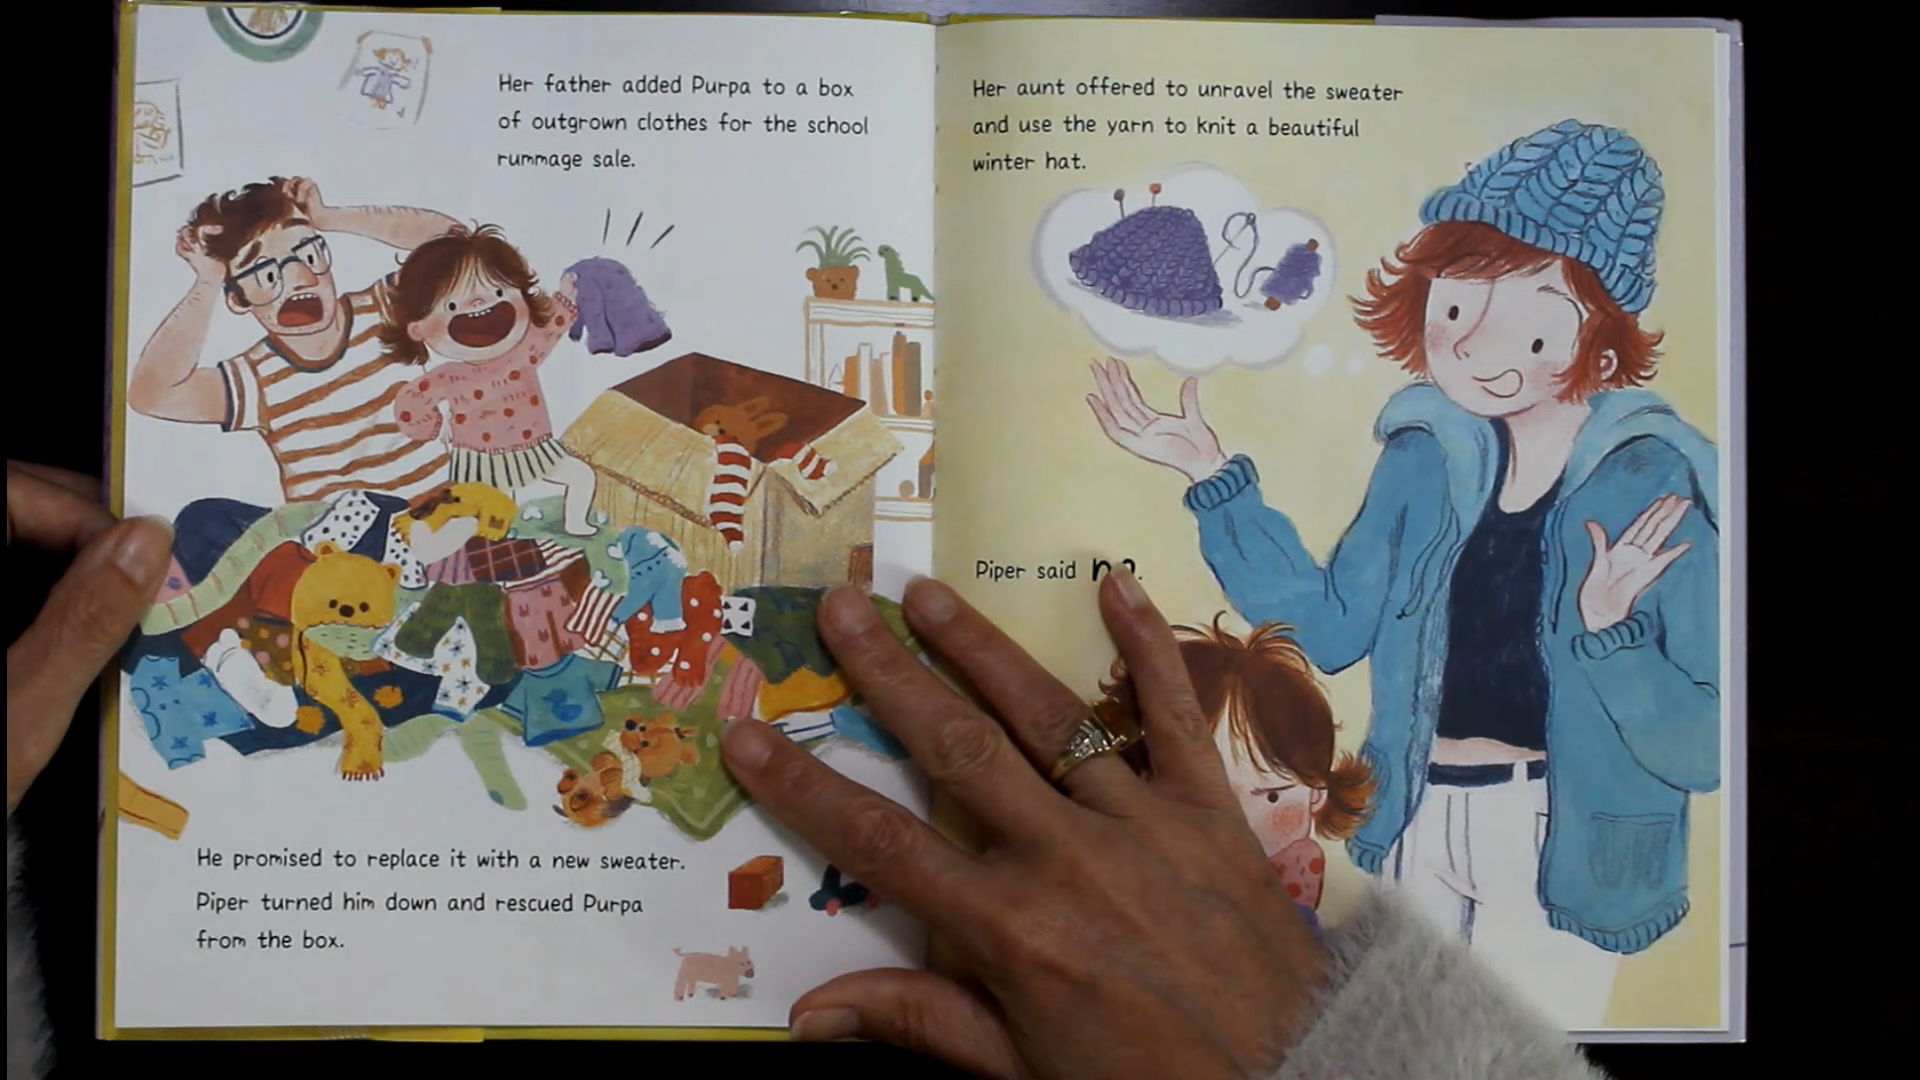 Her father added Purpa to a box
of outgrown clothes for the school
rummage sale.
He promised to replace it with a new sweater.
Piper turned him down and rescued Purpa
from the box.
Her aunt offered to unravel the sweater
and use the yarn to knit a beautiful
winter hat.
Piper said no.